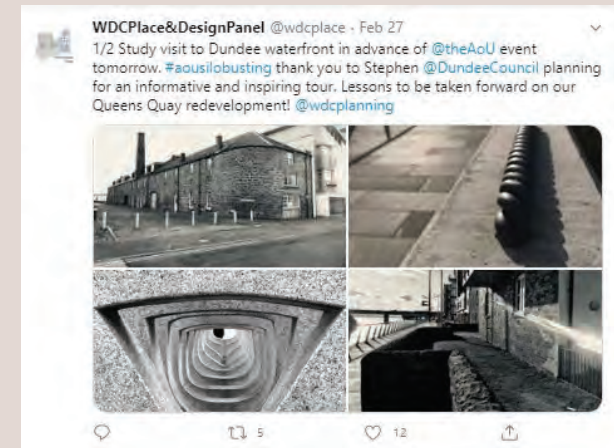 WDCPlace&DesignPanel @wdcplace · Feb 27
1/2 Study visit to Dundee waterfront in advance of @theAoU event
tomorrow. #aousilobusting thank you to Stephen @DundeeCouncil planning
for an informative and inspiring tour. Lessons to be taken forward on our
Queens Quay redevelopment! @wdcplanning
5
12